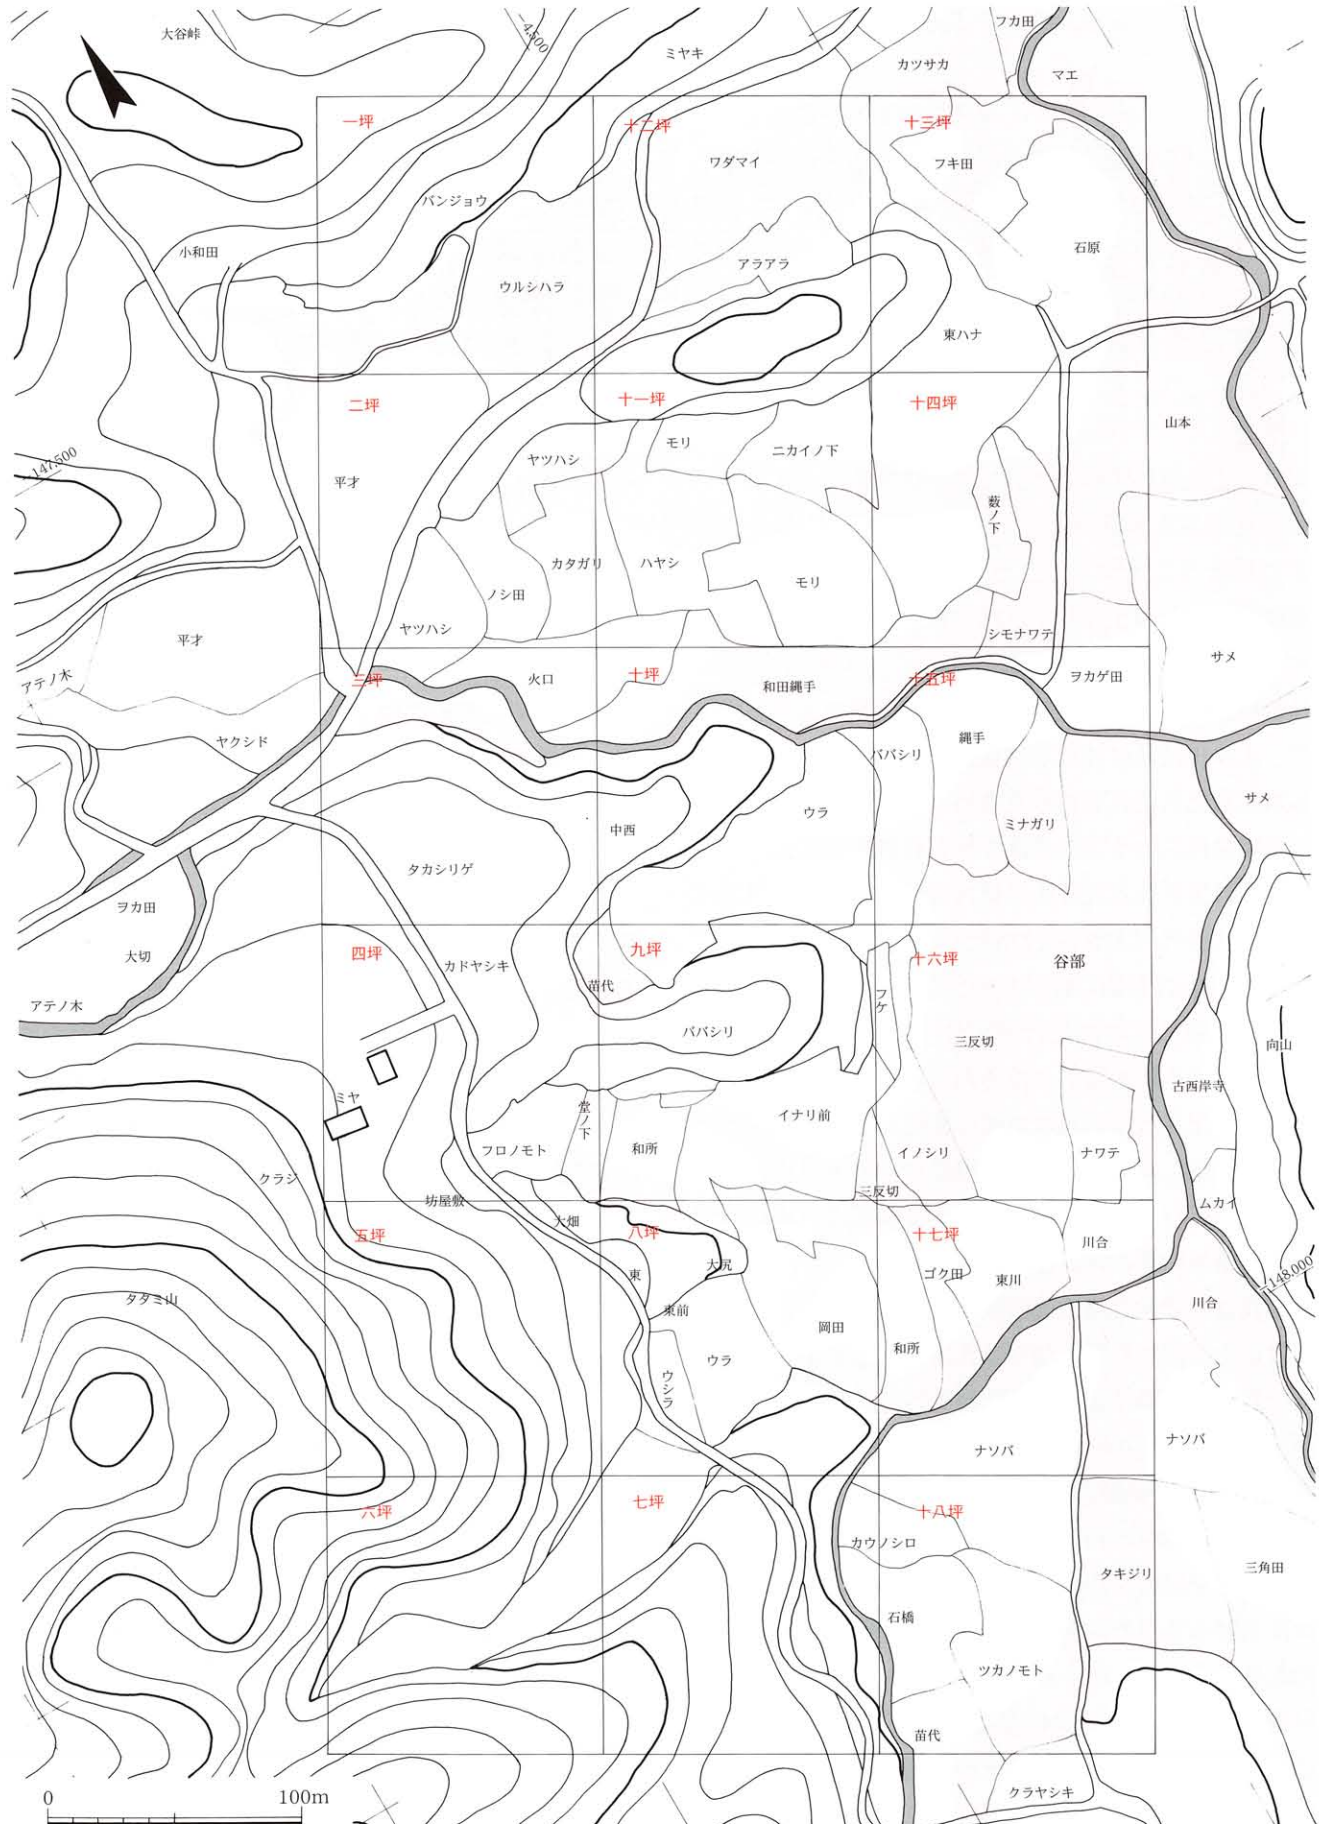 大谷峠
-4,500
ミヤキ
フカ田
カツサカ
マエ
一坪
十二坪
十三坪
ワダマイ
フキ田
バンジョウ
小和田
石原
アラアラ
ウルシハラ
東ハナ
二坪
十一坪
十四坪
山本
モリ
ニカイノ下
ヤツハシ
-147,500
平才
薮ノ下
カタガリ
ハヤシ
モリ
ノシ田
ヤツハシ
シモナワテ
平才
サメ
アテノ木
三坪
火口
十坪
和田縄手
十五坪
ヲカゲ田
ヤクシド
縄手
ババシリ
サメ
ウラ
中西
ミナガリ
タカシリゲ
ヲカ田
大切
四坪
カドヤシキ
九坪
十六坪
谷部
苗代
フケ
アテノ木
ババシリ
三反切
向山
古西岸寺
ミヤ
堂ノ下
イナリ前
フロノモト
和所
イノシリ
ナワテ
クラジ
三反切
坊屋敷
ムカイ
大畑
五坪
八坪
十七坪
川合
東
大尻
ゴク田
東川
-148,000
タタミ山
東前
川合
岡田
和所
ウラ
ウシラ
ナソバ
ナソバ
六坪
七坪
十八坪
カウノシロ
タキジリ
三角田
石橋
ツカノモト
苗代
クラヤシキ
0
100m